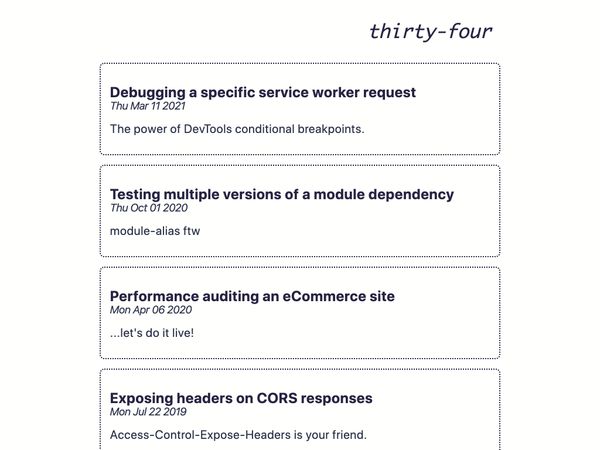 thirty-four
Debugging a specific service worker request
Thu Mar 11 2021
The power of DevTools conditional breakpoints.
Testing multiple versions of a module dependency
Thu Oct 01 2020
module-alias ftw
Performance auditing an eCommerce site
Mon Apr 06 2020
...let's do it live!
Exposing headers on CORS responses
Mon Jul 22 2019
Access-Control-Expose-Headers is your friend.